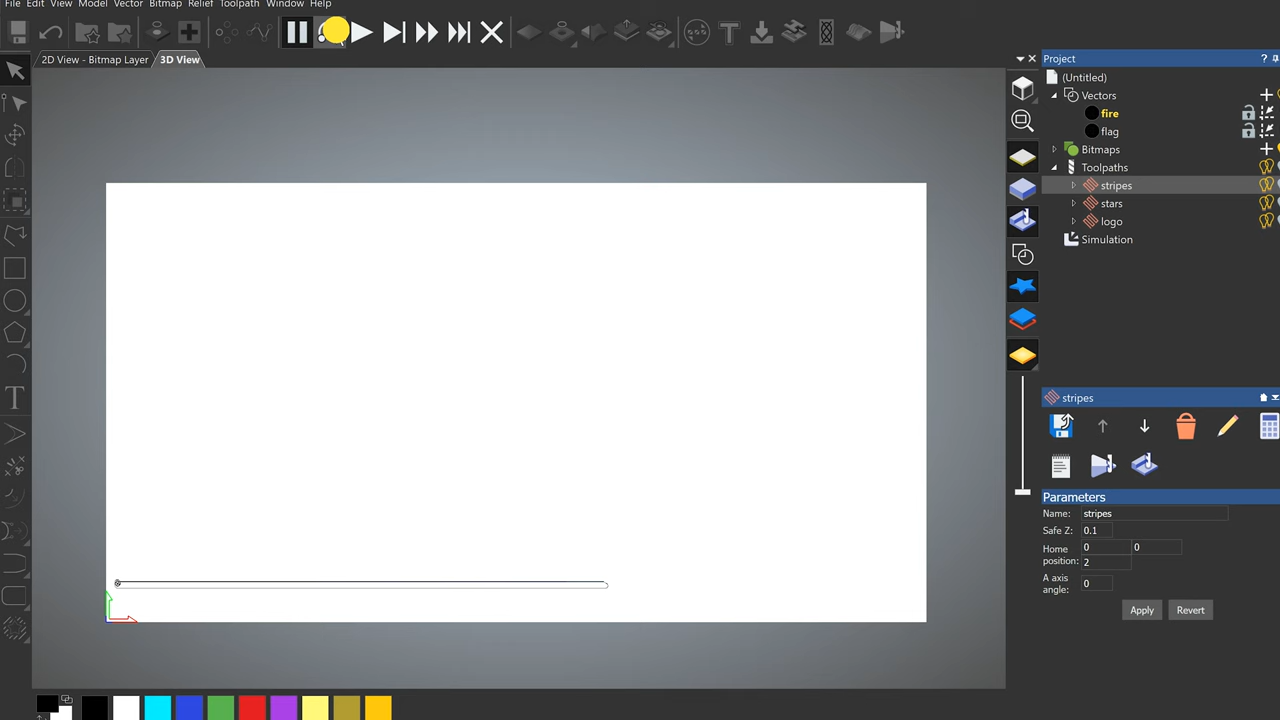 File Edit View Model Vector Bitmap Relief Toolpath Window Help
2D View - Bitmap Layer 3D View
Project ?
(Untitled)
Vectors
fire
flag
Bitmaps
Toolpaths
stripes
stars
logo
Simulation
stripes
Parameters
Name: stripes
Safe Z: 0.1
Home position: 0 0
2
A axis angle: 0
Apply Revert